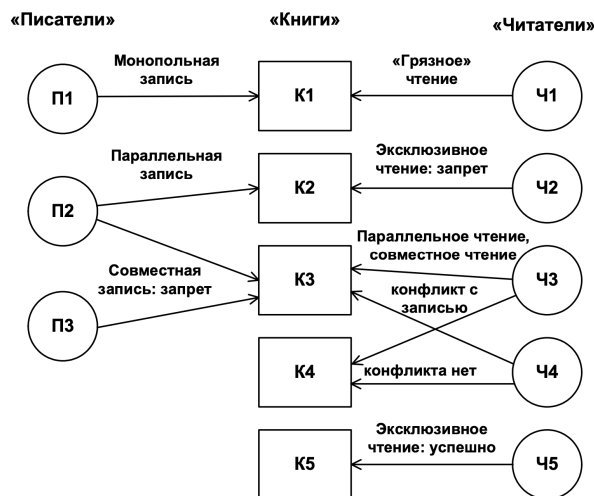 «Писатели»
«Книги»
«Читатели»
Монопольная
запись
«Грязное»
чтение
П1
К1
Ч1
Параллельная
запись
Эксклюзивное
чтение: запрет
П2
К2
Ч2
Параллельное чтение,
совместное чтение
Совместная
запись: запрет
П3
К3
Ч3
конфликт с
записью
К4
конфликта нет
Ч4
Эксклюзивное
чтение: успешно
К5
Ч5